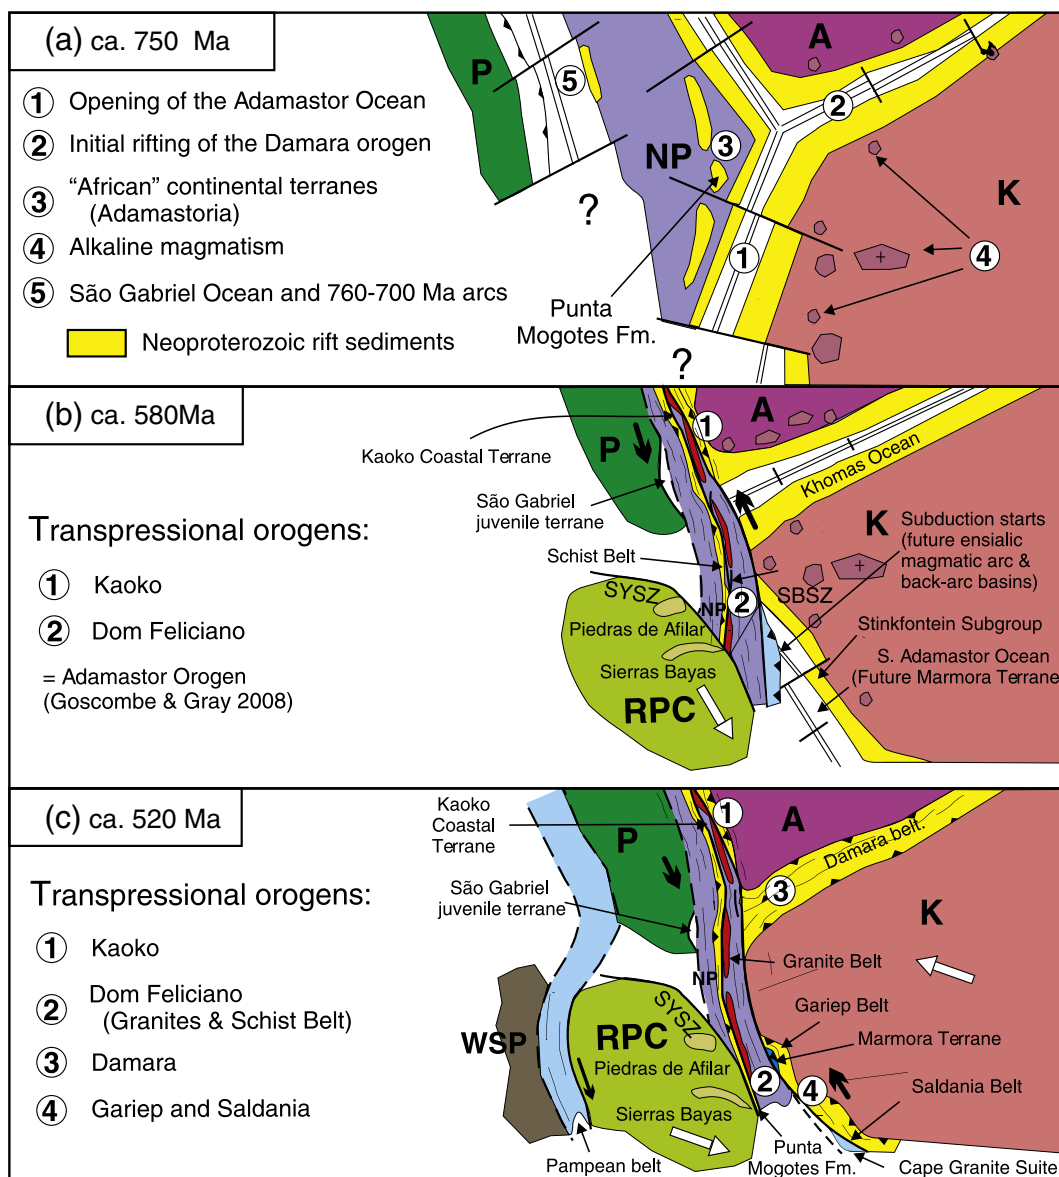 (a) ca. 750 Ma
1 Opening of the Adamastor Ocean
2 Initial rifting of the Damara orogen
3 “African” continental terranes
(Adamastoria)
4 Alkaline magmatism
5 São Gabriel Ocean and 760-700 Ma arcs
Neoproterozoic rift sediments
P
5
A
2
3
NP
K
?
1
4
Punta
Mogotes Fm.
?
(b) ca. 580Ma
Transpressional orogens:
1 Kaoko
2 Dom Feliciano
= Adamastor Orogen
(Goscombe & Gray 2008)
1
A
P
Kaoko Coastal Terrane
Khomas Ocean
São Gabriel
juvenile terrane
K
Subduction starts
(future ensialic
magmatic arc &
back-arc basins)
Schist Belt
SYSZ
NP
2
SBSZ
Piedras de Afilar
Stinkfontein Subgroup
Sierras Bayas
S. Adamastor Ocean
(Future Marmora Terrane)
RPC
(c) ca. 520 Ma
Transpressional orogens:
1 Kaoko
2 Dom Feliciano
(Granites & Schist Belt)
3 Damara
4 Gariep and Saldania
Kaoko
Coastal
Terrane
1
A
P
Damara belt.
São Gabriel
juvenile terrane
3
K
Granite Belt
NP
SYSZ
Gariep Belt
WSP
RPC
Marmora Terrane
Piedras de Afilar
2
4
Saldania Belt
Sierras Bayas
Pampean belt
Punta
Mogotes Fm.
Cape Granite Suite